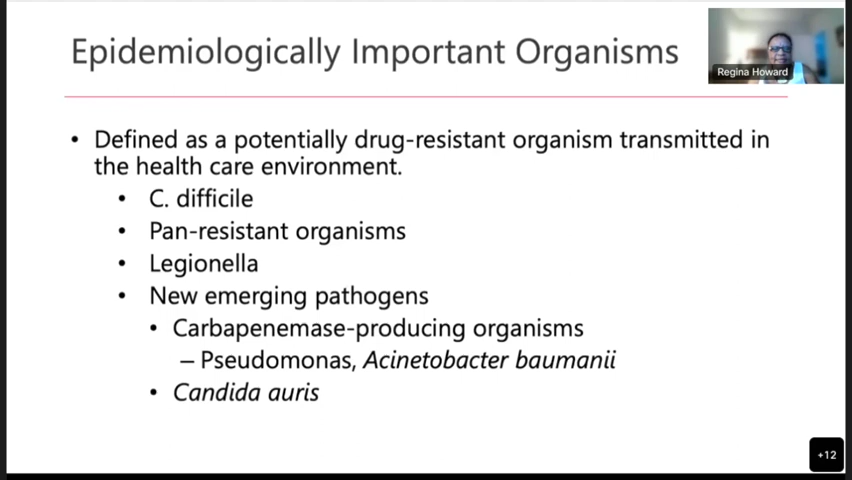 Epidemiologically Important Organisms
Regina Howard
• Defined as a potentially drug-resistant organism transmitted in
the health care environment.
• C. difficile
• Pan-resistant organisms
• Legionella
• New emerging pathogens
• Carbapenemase-producing organisms
– Pseudomonas, Acinetobacter baumanii
• Candida auris
+12